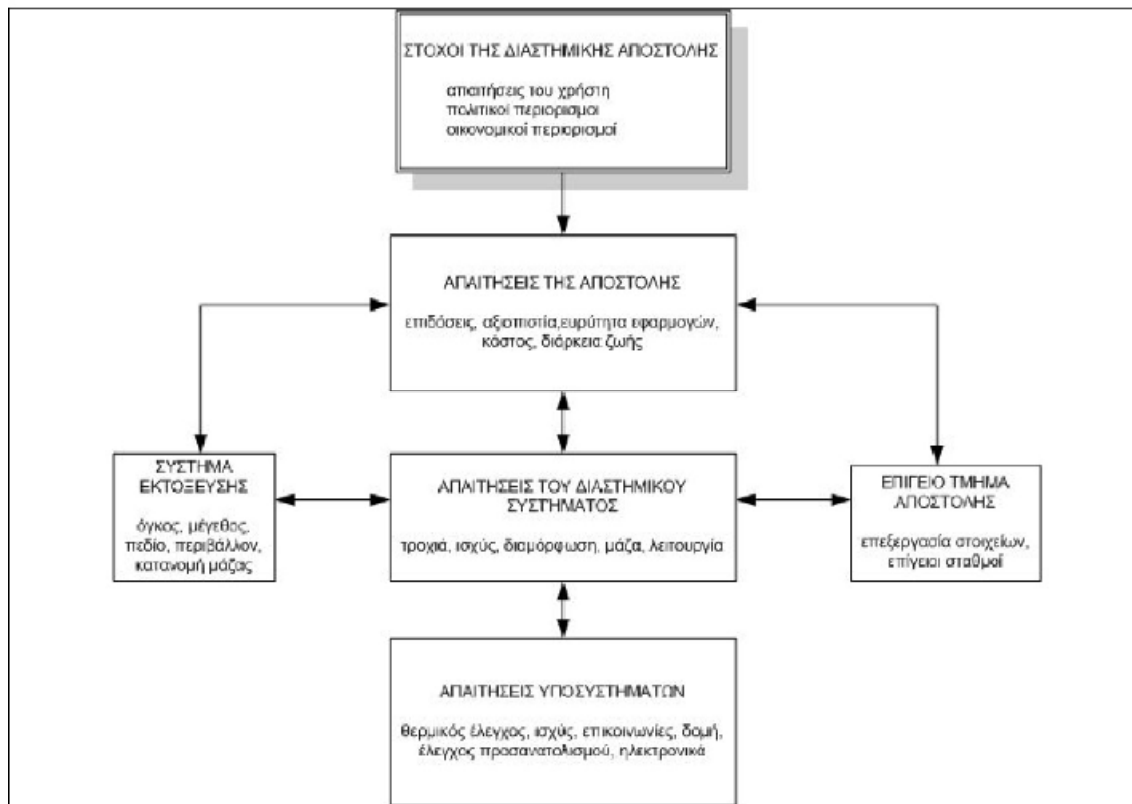 ΣΤΟΧΟΙ ΤΗΣ ΔΙΑΣΤΗΜΙΚΗΣ ΑΠΟΣΤΟΛΗΣ
απαιτήσεις του χρήστη
πολιτικοί περιορισμοι
οικονομικοί περιορισμοί
ΑΠΑΙΤΗΣΕΙΣ ΤΗΣ ΑΠΟΣΤΟΛΗΣ
επιδόσεις, αξιοπιστία,ευρύτητα εφαρμογών,
κόστος, διάρκεια ζωής
ΣΥΣΤΗΜΑ
ΕΚΤΟΞΕΥΣΗΣ
όγκος, μέγεθος,
πεδίο, περιβάλλον,
κατανομή μάζας
ΑΠΑΙΤΗΣΕΙΣ ΤΟΥ ΔΙΑΣΤΗΜΙΚΟΥ
ΣΥΣΤΗΜΑΤΟΣ
τροχιά, ισχύς, διαμόρφωση, μάζα, λειτουργία
ΕΠΙΓΕΙΟ ΤΜΗΜΑ
ΑΠΟΣΤΟΛΗΣ
επεξεργασία στοιχείων,
επίγειοι σταθμοί
ΑΠΑΙΤΗΣΕΙΣ ΥΠΟΣΥΣΤΗΜΑΤΩΝ
θερμικός έλεγχος, ισχύς, επικοινωνίες, δομή,
έλεγχος προσανατολισμού, ηλεκτρονικά